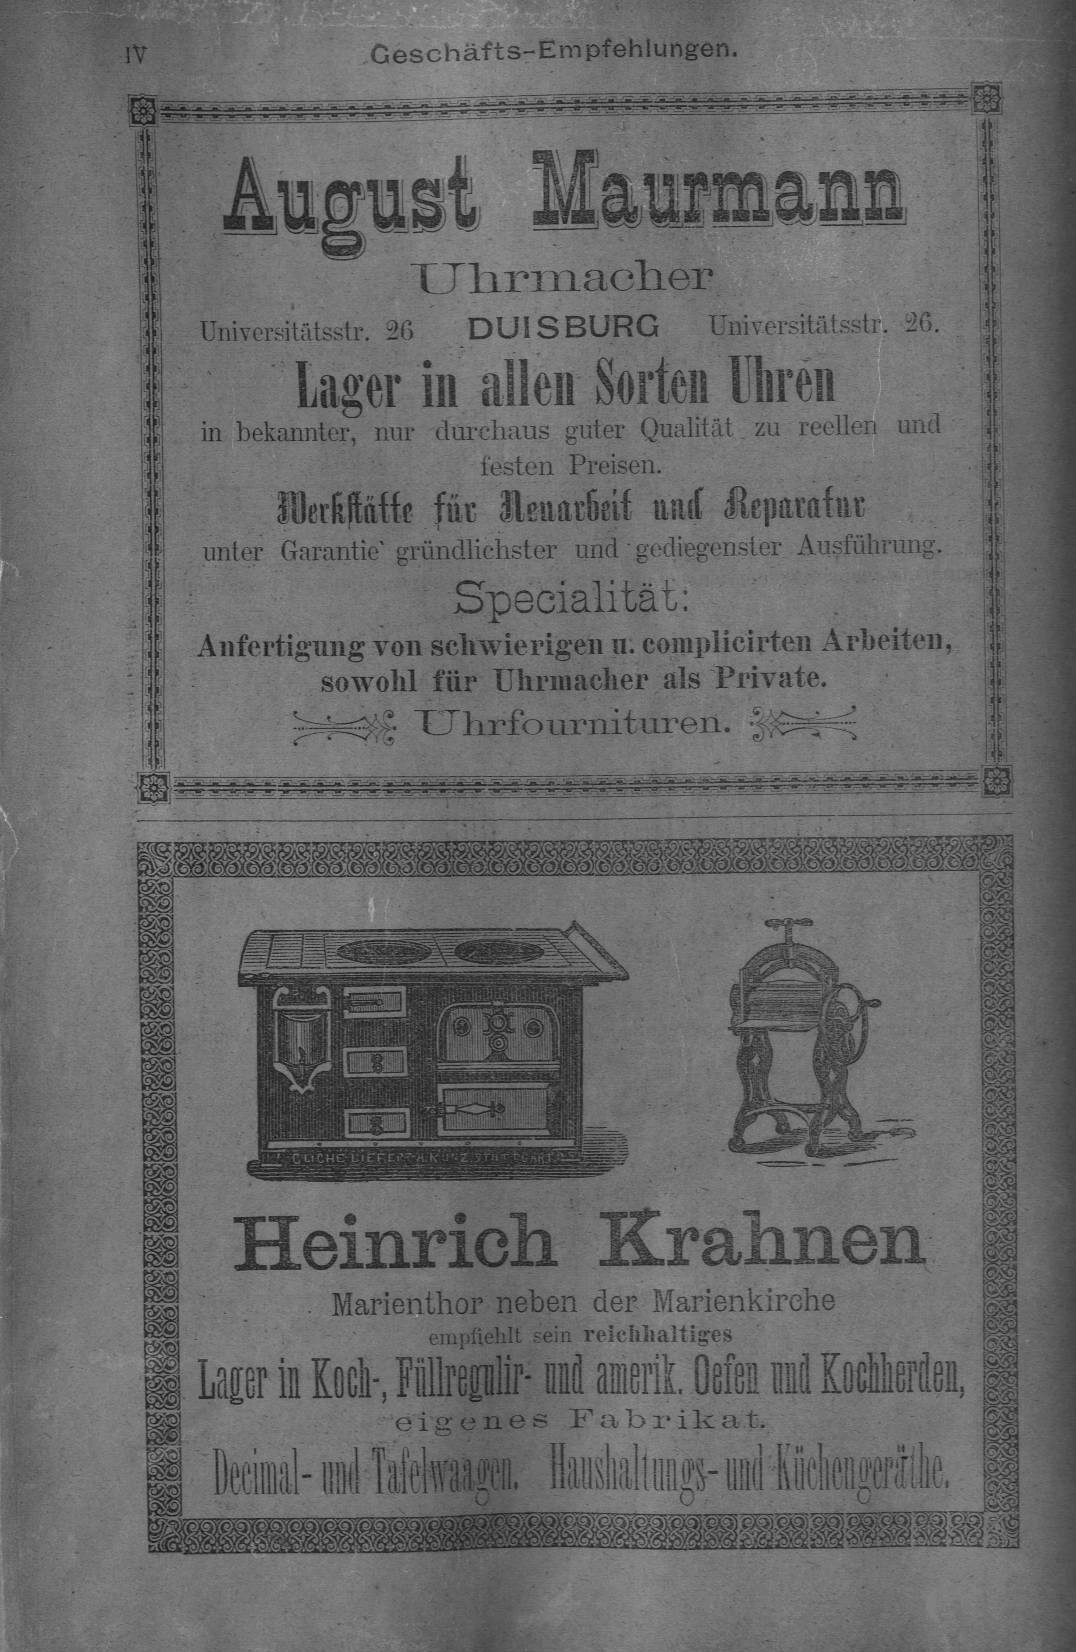 IV
Geschäfts-Empfehlungen.
August Maurmann
Uhrmacher
Universitätsstr. 26 DUISBURG Universitätsstr. 26.
Lager in allen Sorten Uhren
in bekannter, nur durchaus guter Qualität zu reellen und
festen Preisen.
Werkstätte für Neuarbeit und Reparatur
unter Garantie gründlichster und gediegenster Ausführung.
Specialität:
Anfertigung von schwierigen u. complicirten Arbeiten,
sowohl für Uhrmacher als Private.
Uhrfournituren.
CLICHE LIEFERT A. KUNZ STUTTGART
Heinrich Krahnen
Marienthor neben der Marienkirche
empfiehlt sein reichhaltiges
Lager in Koch-, Füllregulir- und amerik. Oefen und Kochherden,
eigenes Fabrikat.
Decimal- und Tafelwaagen. Haushaltungs- und Küchengeräthe.